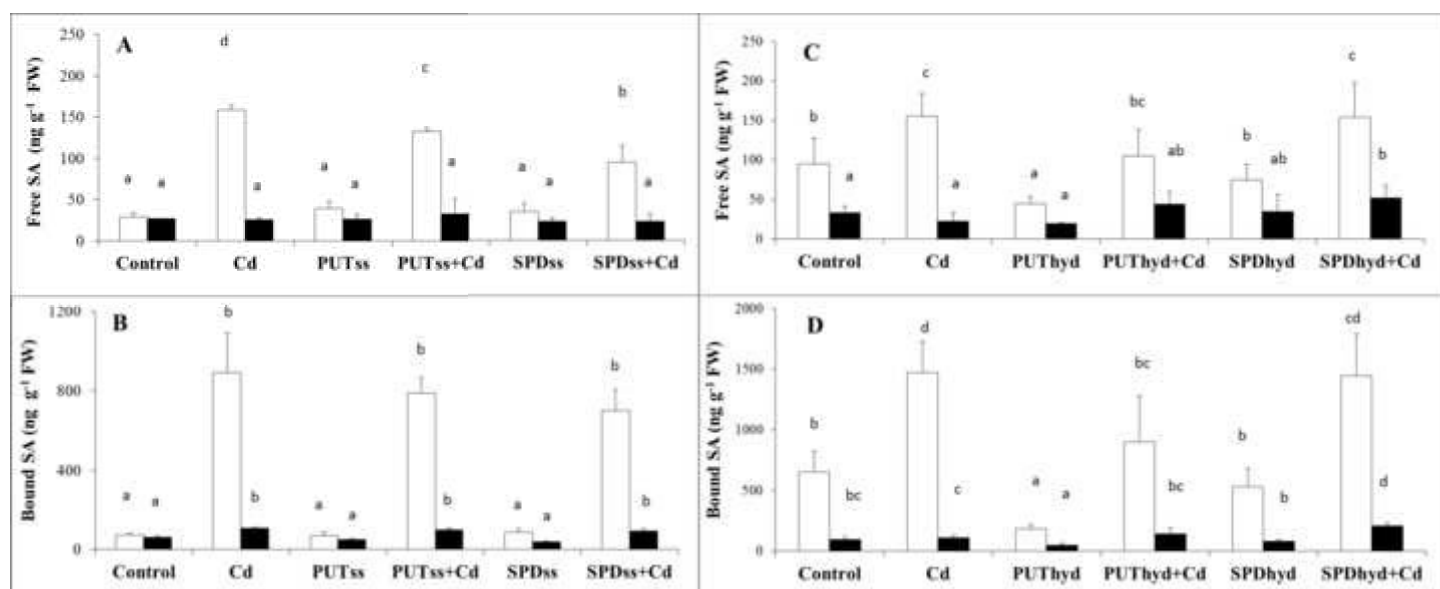 A
Free SA (ng g⁻¹ FW)
250
200
150
100
50
0
d
c
b
a a a a a a a a a
Control Cd PUTss PUTss+Cd SPDss SPDss+Cd
B
Bound SA (ng g⁻¹ FW)
1200
800
400
0
b b b
a a b a a b a a b
Control Cd PUTss PUTss+Cd SPDss SPDss+Cd
C
Free SA (ng g⁻¹ FW)
250
200
150
100
50
0
b a c a a a bc ab b ab c b
Control Cd PUThyd PUThyd+Cd SPDhyd SPDhyd+Cd
D
Bound SA (ng g⁻¹ FW)
2000
1500
1000
500
0
b bc d c a a bc bc b b cd d
Control Cd PUThyd PUThyd+Cd SPDhyd SPDhyd+Cd